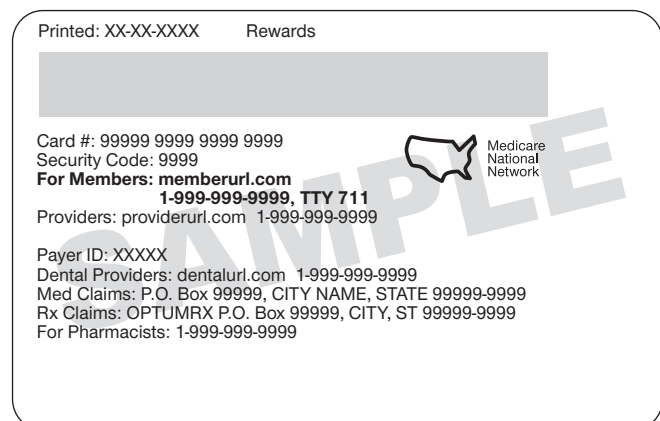 Printed: XX-XX-XXXX Rewards
Card #: 99999 9999 9999 9999
Security Code: 9999
For Members: memberurl.com
1-999-999-9999, TTY 711
Providers: providerurl.com 1-999-999-9999
Medicare
National
Network
Payer ID: XXXXX
Dental Providers: dentalurl.com 1-999-999-9999
Med Claims: P.O. Box 99999, CITY NAME, STATE 99999-9999
Rx Claims: OPTUMRX P.O. Box 99999, CITY, ST 99999-9999
For Pharmacists: 1-999-999-9999
SAMPLE